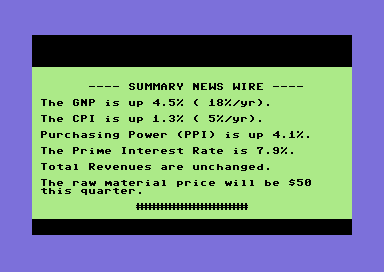 ---- SUMMARY NEWS WIRE ----
The GNP is up 4.5% ( 18%/yr).
The CPI is up 1.3% ( 5%/yr).
Purchasing Power (PPI) is up 4.1%.
The Prime Interest Rate is 7.9%.
Total Revenues are unchanged.
The raw material price will be $50
this quarter.
#######################